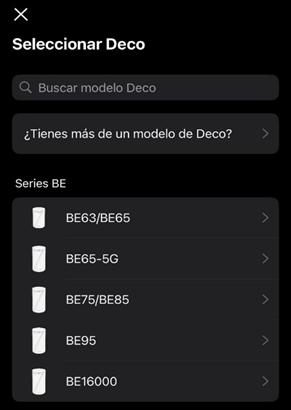 Seleccionar Deco
Buscar modelo Deco
¿Tienes más de un modelo de Deco?
Series BE
BE63/BE65
BE65-5G
BE75/BE85
BE95
BE16000